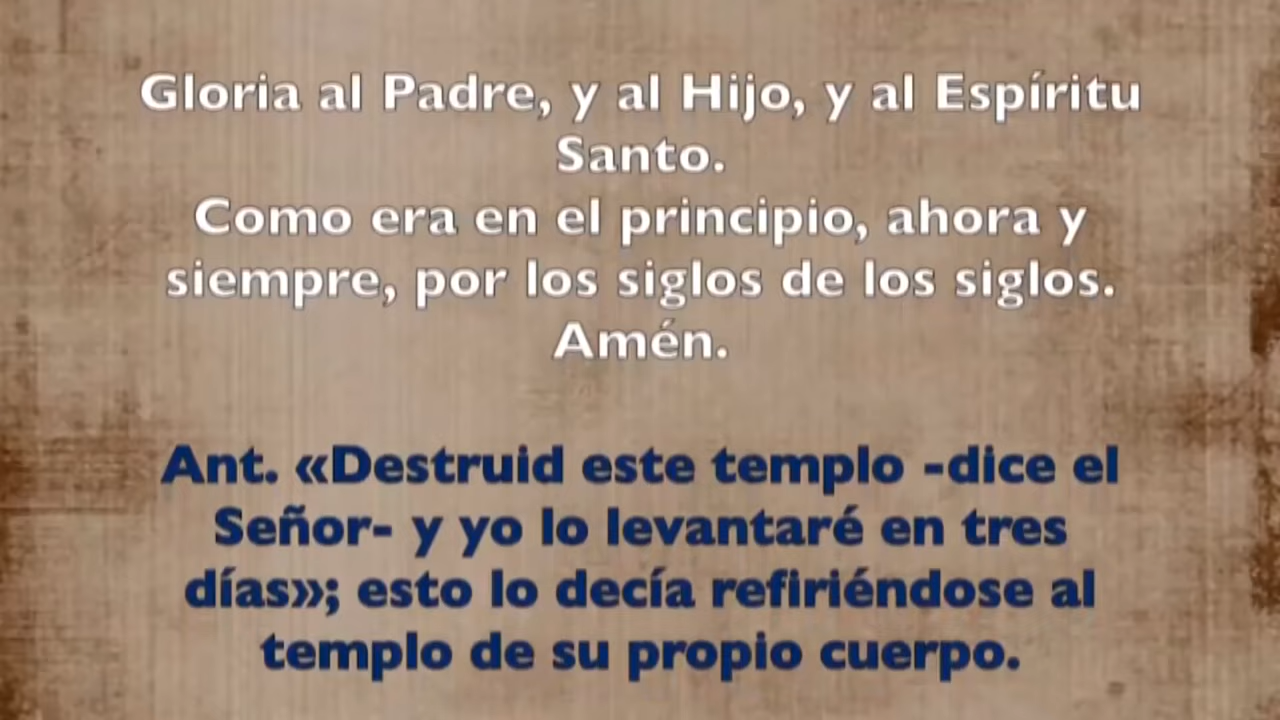 Gloria al Padre, y al Hijo, y al Espíritu
Santo.
Como era en el principio, ahora y
siempre, por los siglos de los siglos.
Amén.
Ant. «Destruid este templo -dice el
Señor- y yo lo levantaré en tres
días»; esto lo decía refiriéndose al
templo de su propio cuerpo.